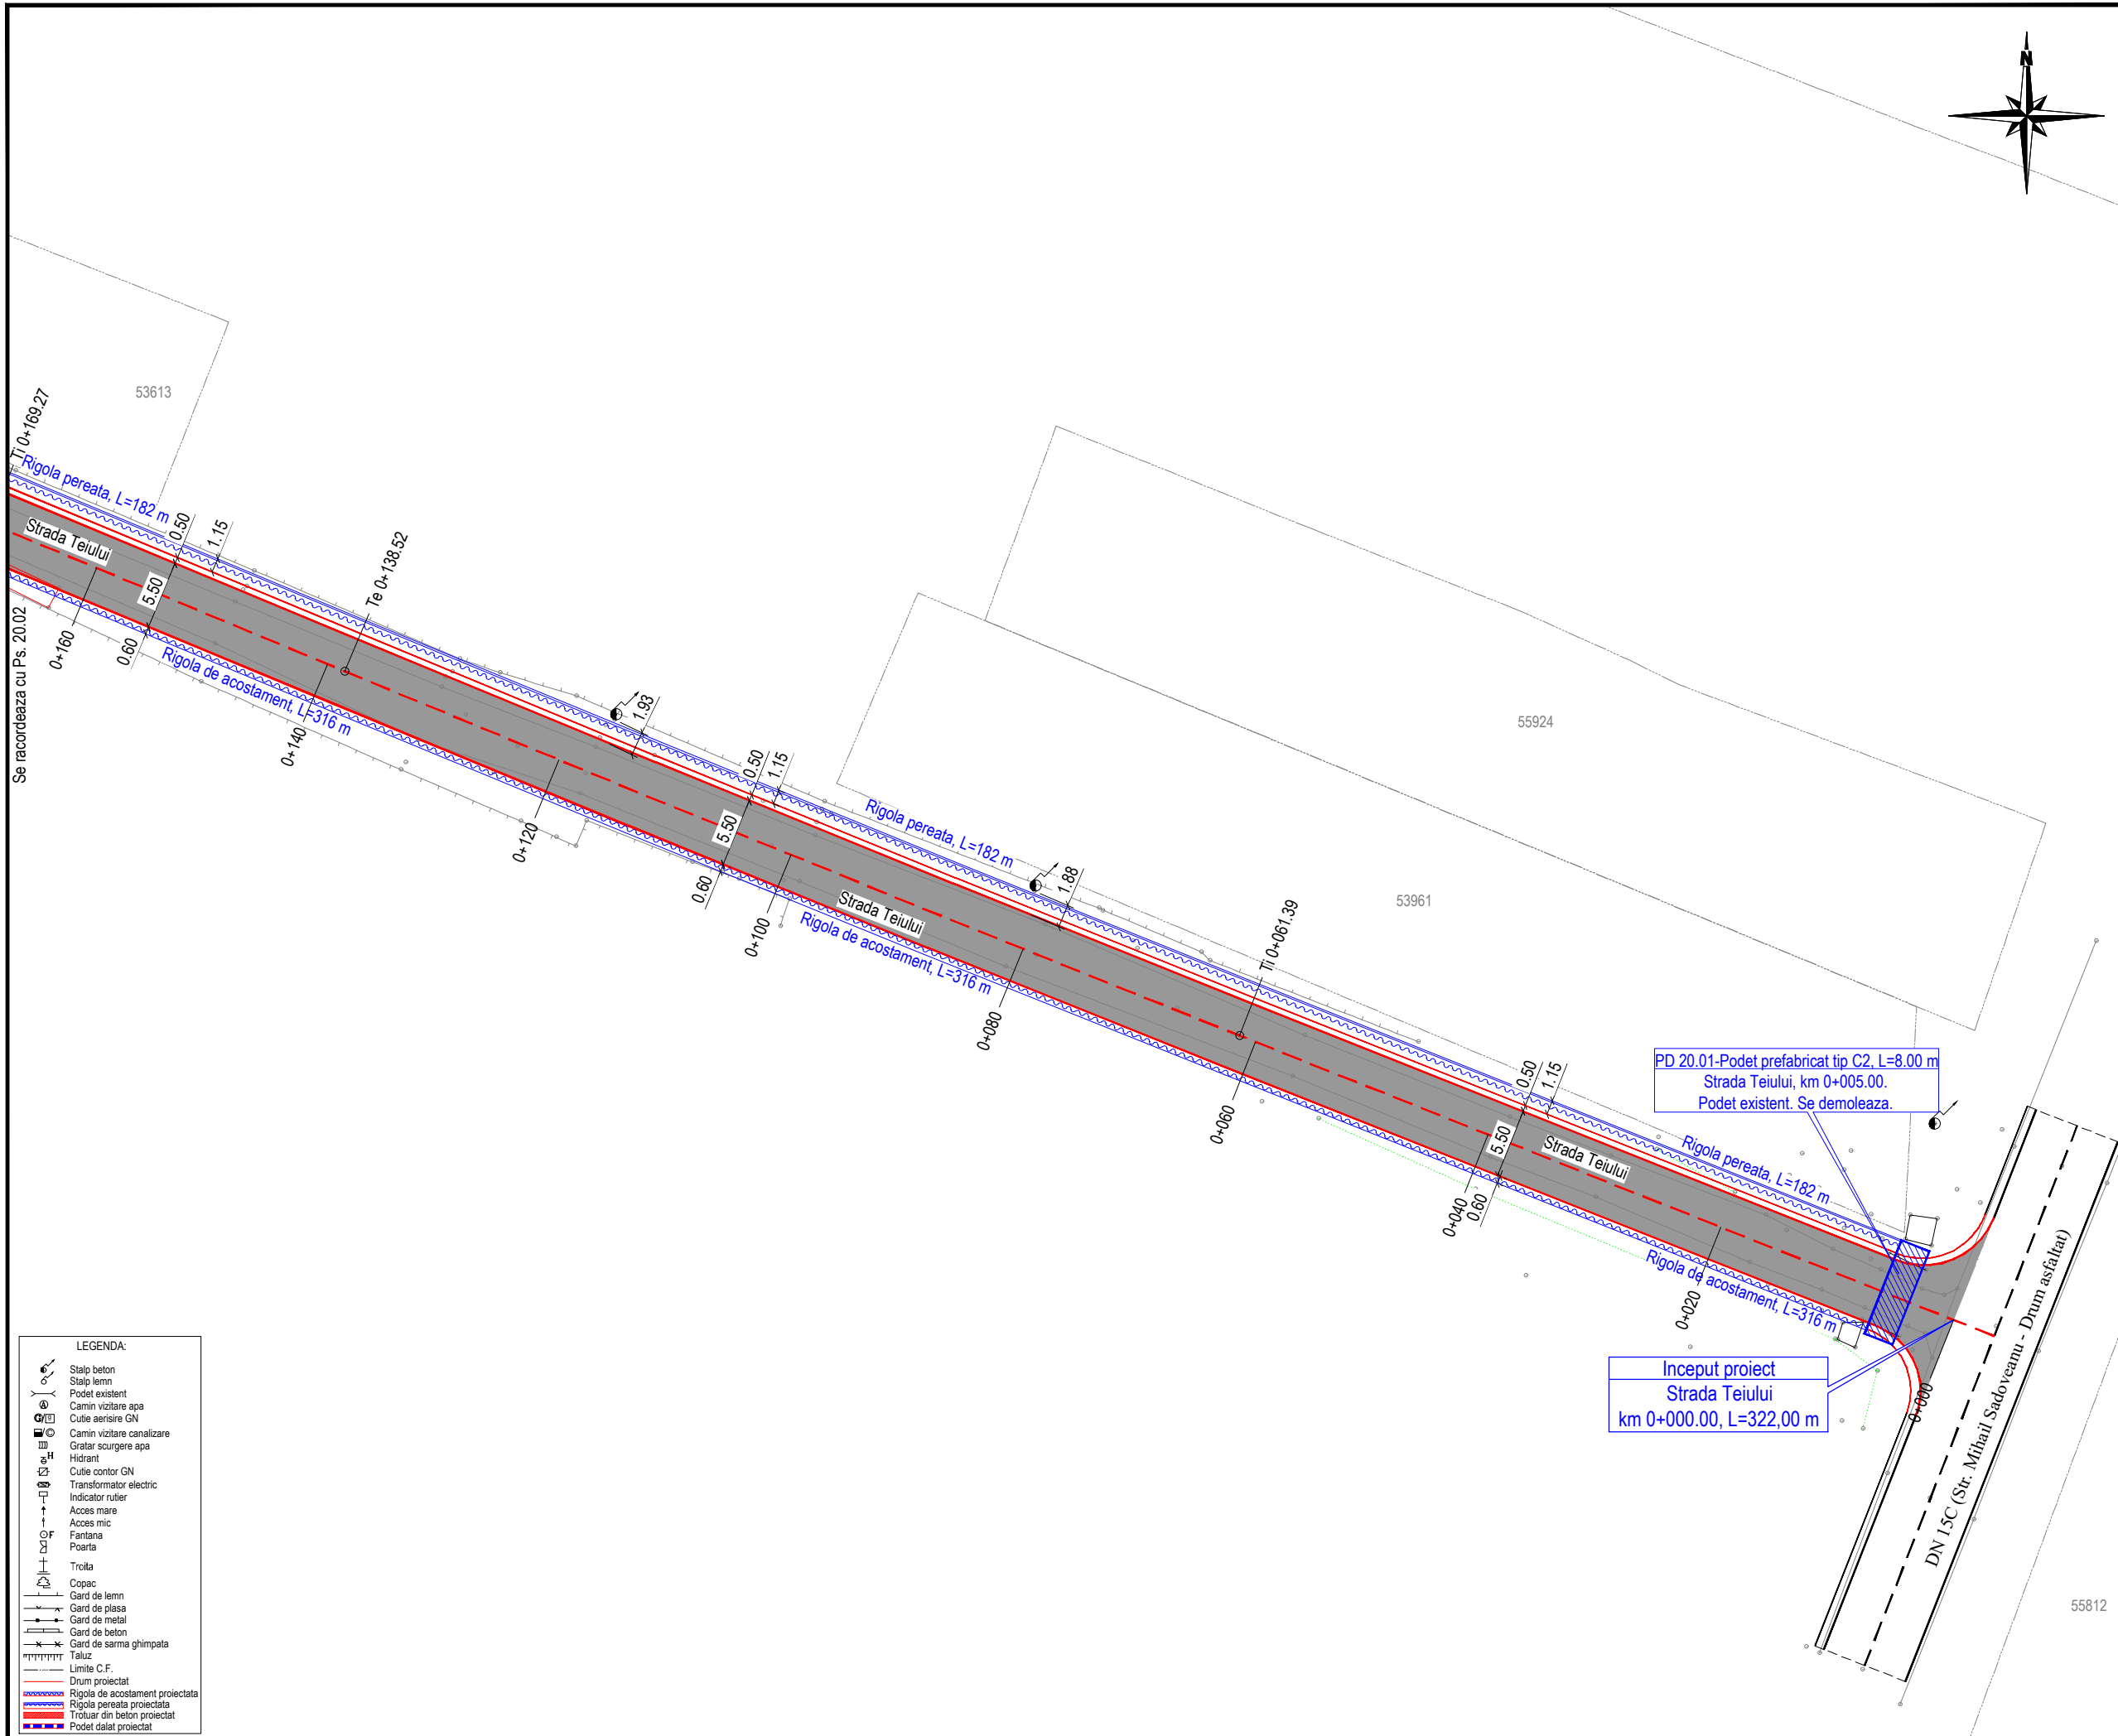 N
53613
Ti 0+169.27
Rigola pereata, L=182 m
0.50
1.15
Strada Teiului
5.50
Te 0+138.52
0+160
0.60
Rigola de acostament, L=316 m
Se racordeaza cu Ps. 20.02
0+140
1.93
0.50
1.15
5.50
0+120
0.60
Rigola pereata, L=182 m
1.88
Strada Teiului
0+100
Rigola de acostament, L=316 m
55924
53961
Ti 0+061.39
0+080
0+060
0.50
1.15
5.50
Strada Teiului
0+040
0.60
PD 20.01-Podet prefabricat tip C2, L=8.00 m
Strada Teiului, km 0+005.00.
Podet existent. Se demoleaza.
Rigola pereata, L=182 m
Rigola de acostament, L=316 m
0+020
Inceput proiect
Strada Teiului
km 0+000.00, L=322,00 m
0+000
DN 15C (Str. Mihail Sadoveanu - Drum asfaltat)
55812
LEGENDA:
Stalp beton
Stalp lemn
Podet existent
Camin vizitare apa
Cutie aerisire GN
Camin vizitare canalizare
Gratar scurgere apa
H Hidrant
Cutie contor GN
Transformator electric
Indicator rutier
Acces mare
Acces mic
F Fantana
Poarta
Troita
Copac
Gard de lemn
Gard de plasa
Gard de metal
Gard de beton
Gard de sarma ghimpata
Taluz
Limite C.F.
Drum proiectat
Rigola de acostament proiectata
Rigola pereata proiectata
Trotuar din beton proiectat
Podet dalat proiectat